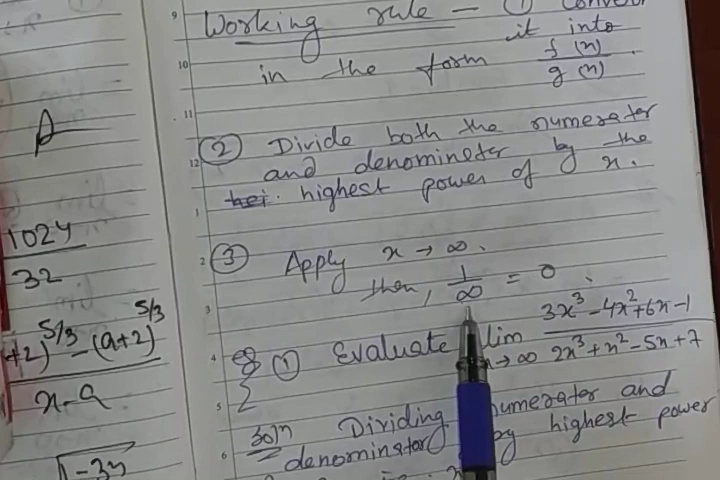 Working rule — ① Convert
it into
in the form f(n)/g(n).
② Divide both the numerator
and denominator by the
highest power of x.
③ Apply x → ∞.
then, 1/∞ = 0.
eg ① Evaluate lim x→∞ 3x³ - 4x² + 6x - 1 / 2x³ + x² - 5x + 7
Soln Dividing numerator and
denominator by highest power
A
1024
32
+2)^5/3 - (a+2)^5/3
x-a